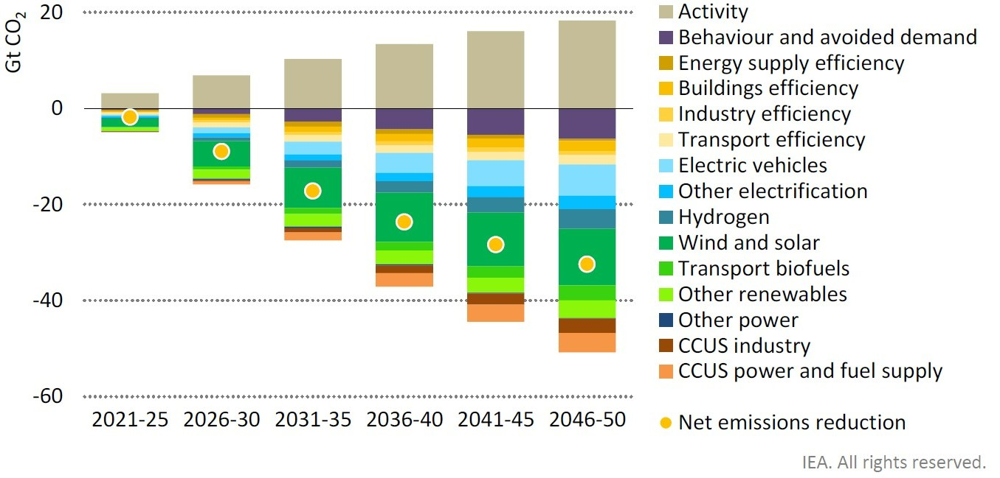 Gt CO₂
20
0
-20
-40
-60
2021-25 2026-30 2031-35 2036-40 2041-45 2046-50
Activity
Behaviour and avoided demand
Energy supply efficiency
Buildings efficiency
Industry efficiency
Transport efficiency
Electric vehicles
Other electrification
Hydrogen
Wind and solar
Transport biofuels
Other renewables
Other power
CCUS industry
CCUS power and fuel supply
Net emissions reduction
IEA. All rights reserved.